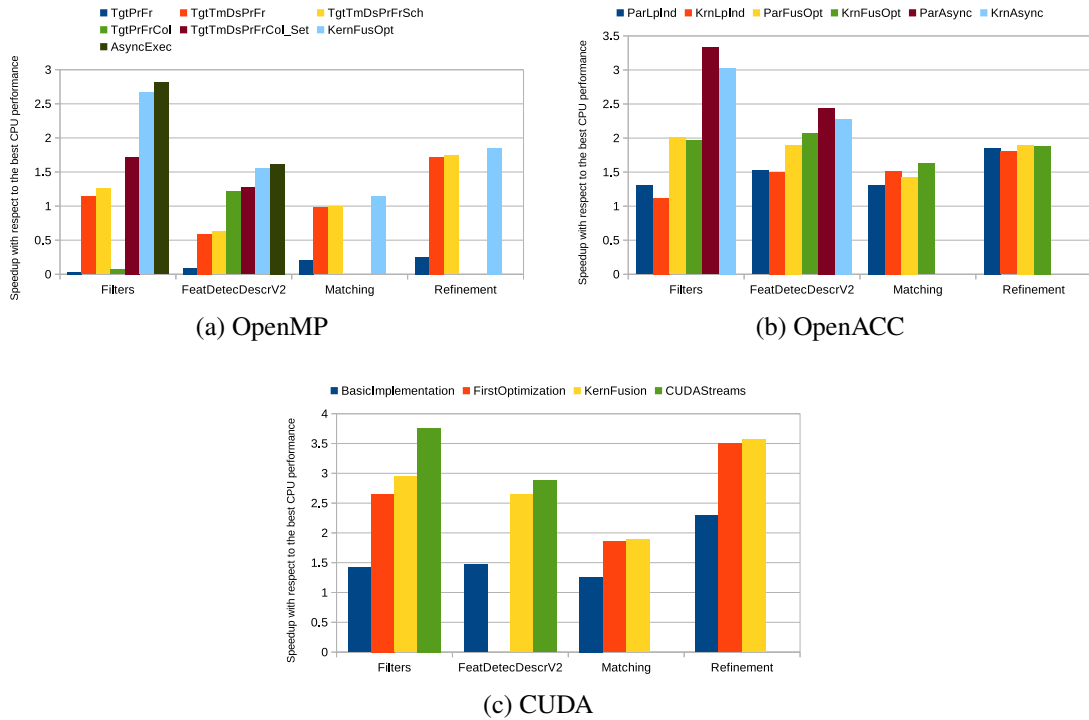 TgtPrFr TgtTmDsPrFr TgtTmDsPrFrSch
TgtPrFrCol TgtTmDsPrFrCol_Set KernFusOpt
AsyncExec
Speedup with respect to the best CPU performance
3
2.5
2
1.5
1
0.5
0
Filters FeatDetecDescrV2 Matching Refinement
(a) OpenMP
ParLpInd KrnLpInd ParFusOpt KrnFusOpt ParAsync KrnAsync
Speedup with respect to the best CPU performance
3.5
3
2.5
2
1.5
1
0.5
0
Filters FeatDetecDescrV2 Matching Refinement
(b) OpenACC
BasicImplementation FirstOptimization KernFusion CUDAStreams
Speedup with respect to the best CPU performance
4
3.5
3
2.5
2
1.5
1
0.5
0
Filters FeatDetecDescrV2 Matching Refinement
(c) CUDA